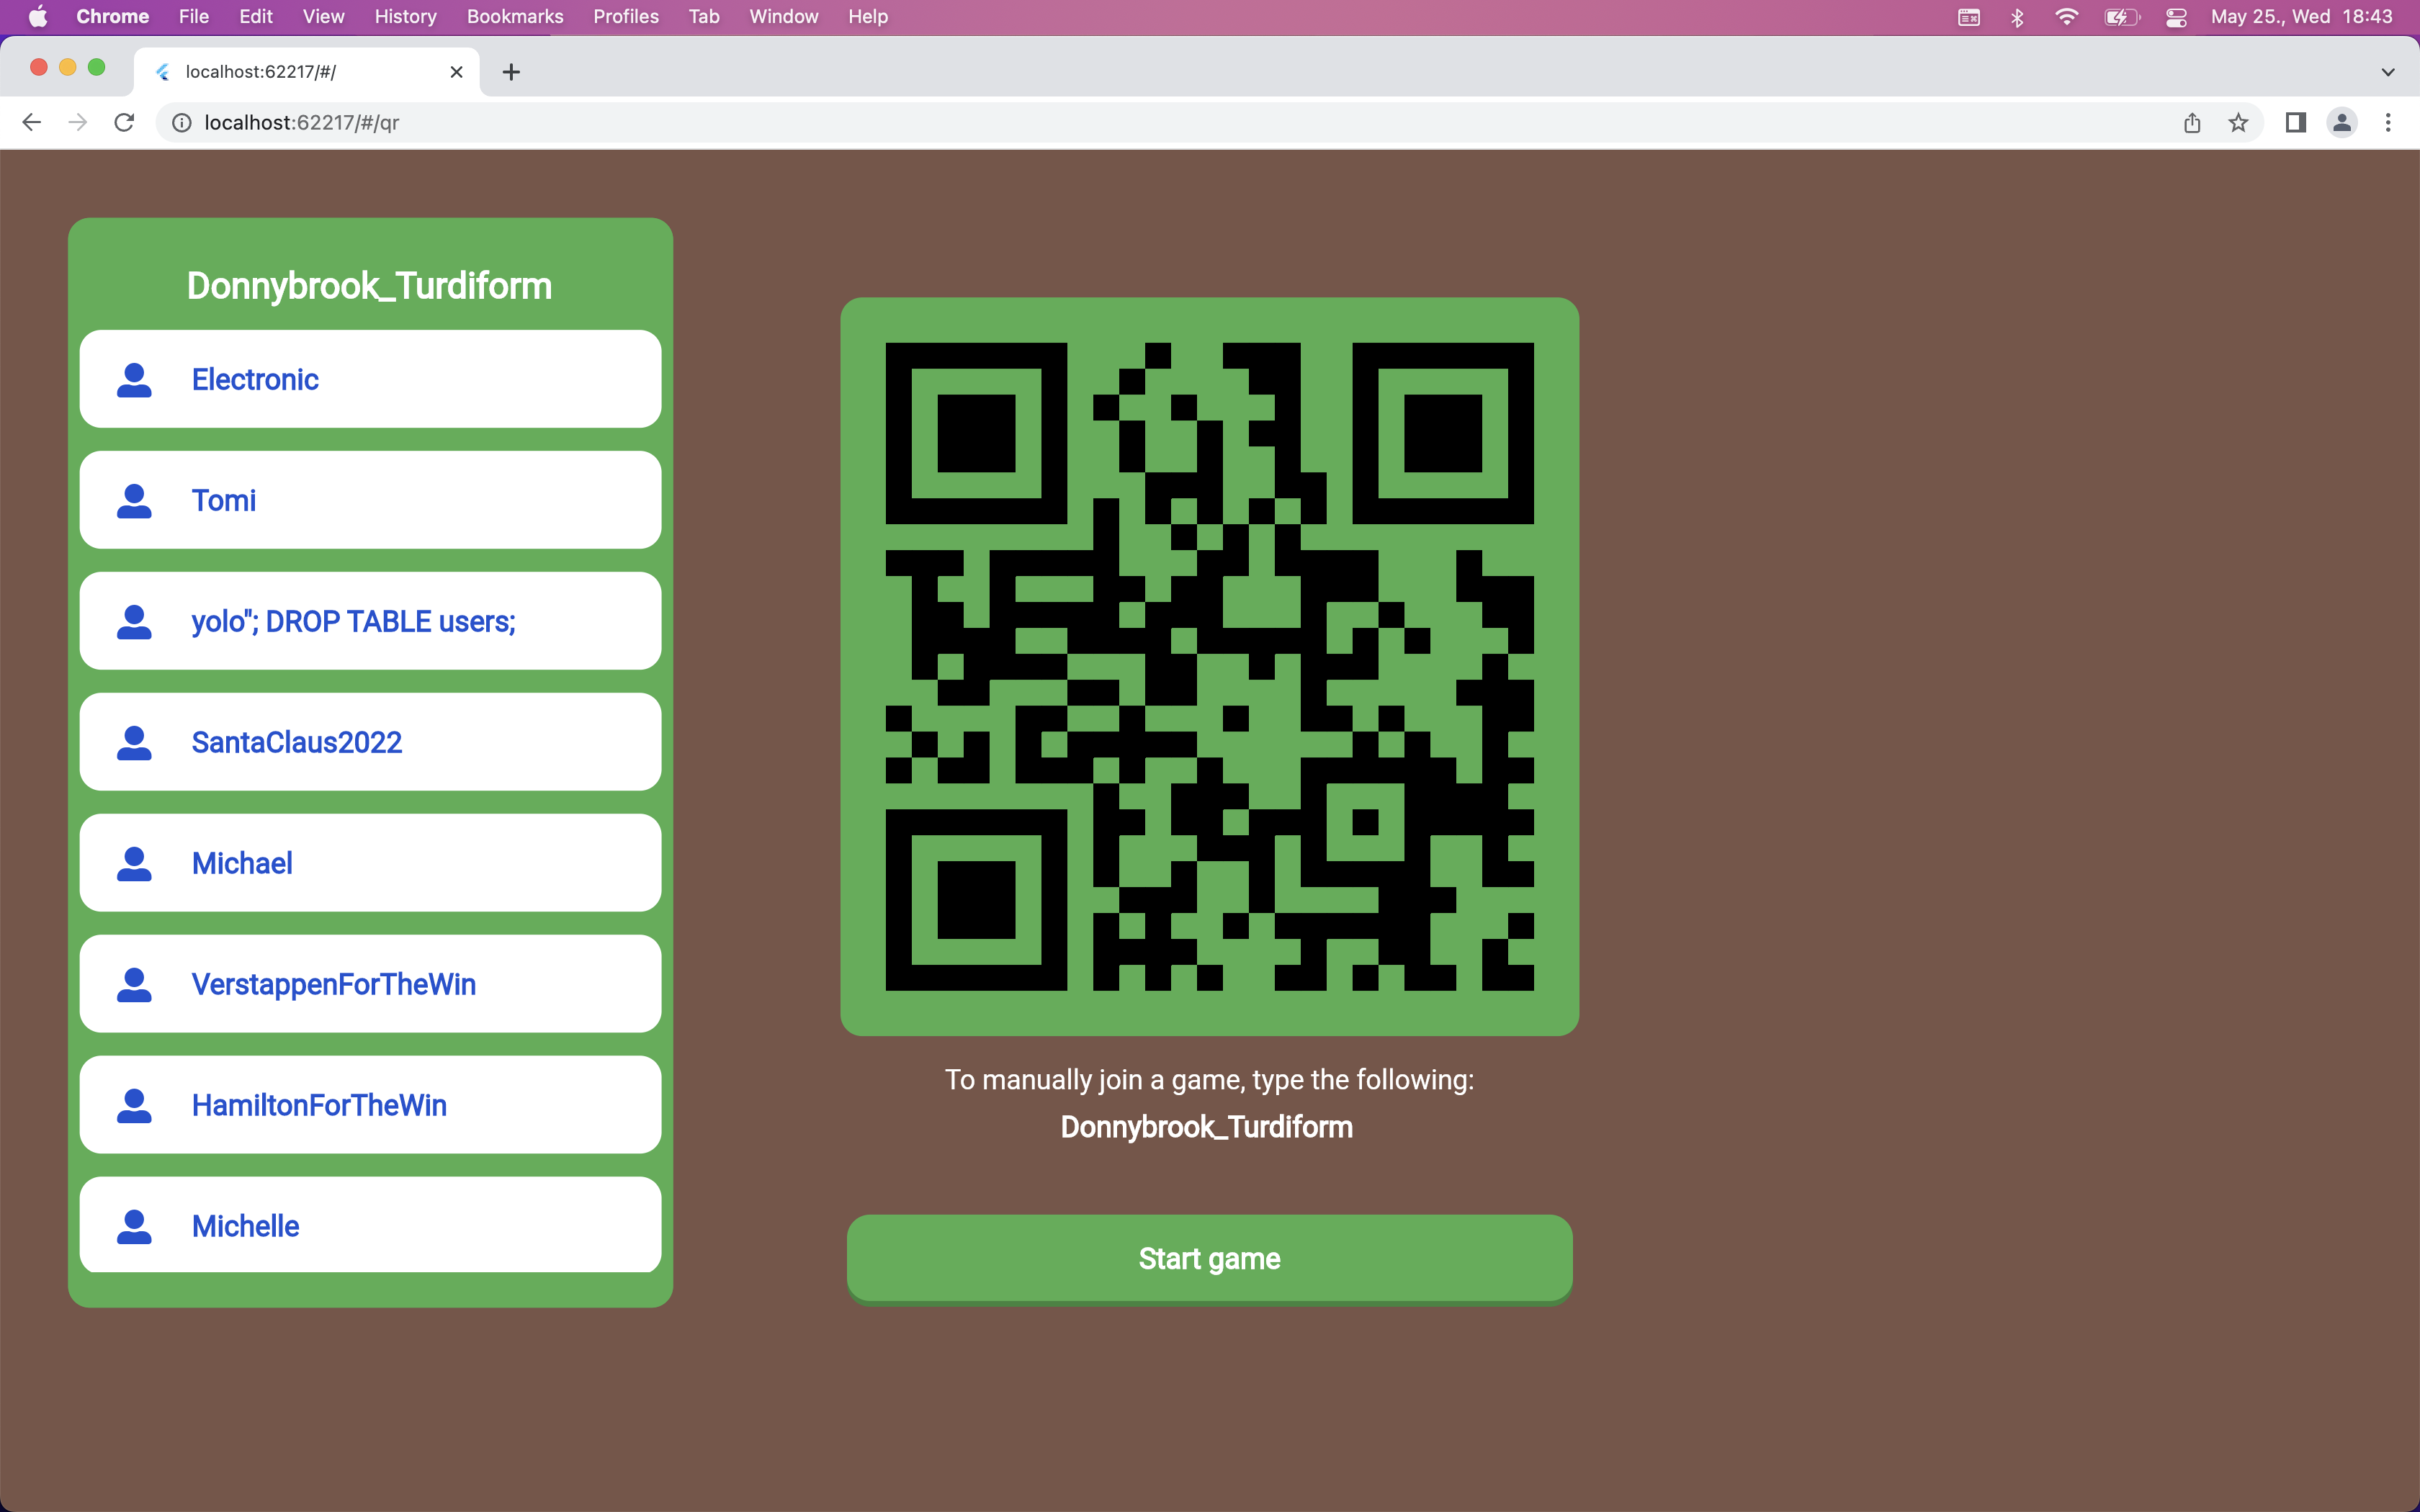 Chrome File Edit View History Bookmarks Profiles Tab Window Help May 25., Wed 18:43
localhost:62217/#/
localhost:62217/#/qr
Donnybrook_Turdiform
Electronic
Tomi
yolo"; DROP TABLE users;
SantaClaus2022
Michael
VerstappenForTheWin
HamiltonForTheWin
Michelle
To manually join a game, type the following:
Donnybrook_Turdiform
Start game